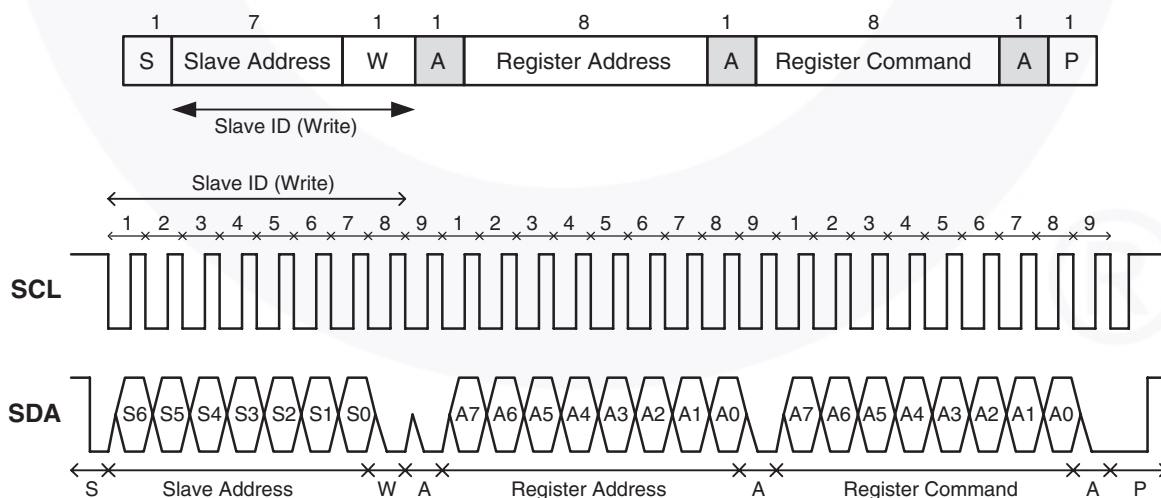 1 7 1 1 8 1 8 1 1
S Slave Address W A Register Address A Register Command A P
Slave ID (Write)
Slave ID (Write)
1 2 3 4 5 6 7 8 9 1 2 3 4 5 6 7 8 9 1 2 3 4 5 6 7 8 9
SCL
SDA S6 S5 S4 S3 S2 S1 S0 A7 A6 A5 A4 A3 A2 A1 A0 A7 A6 A5 A4 A3 A2 A1 A0
S Slave Address W A Register Address A Register Command A P
®